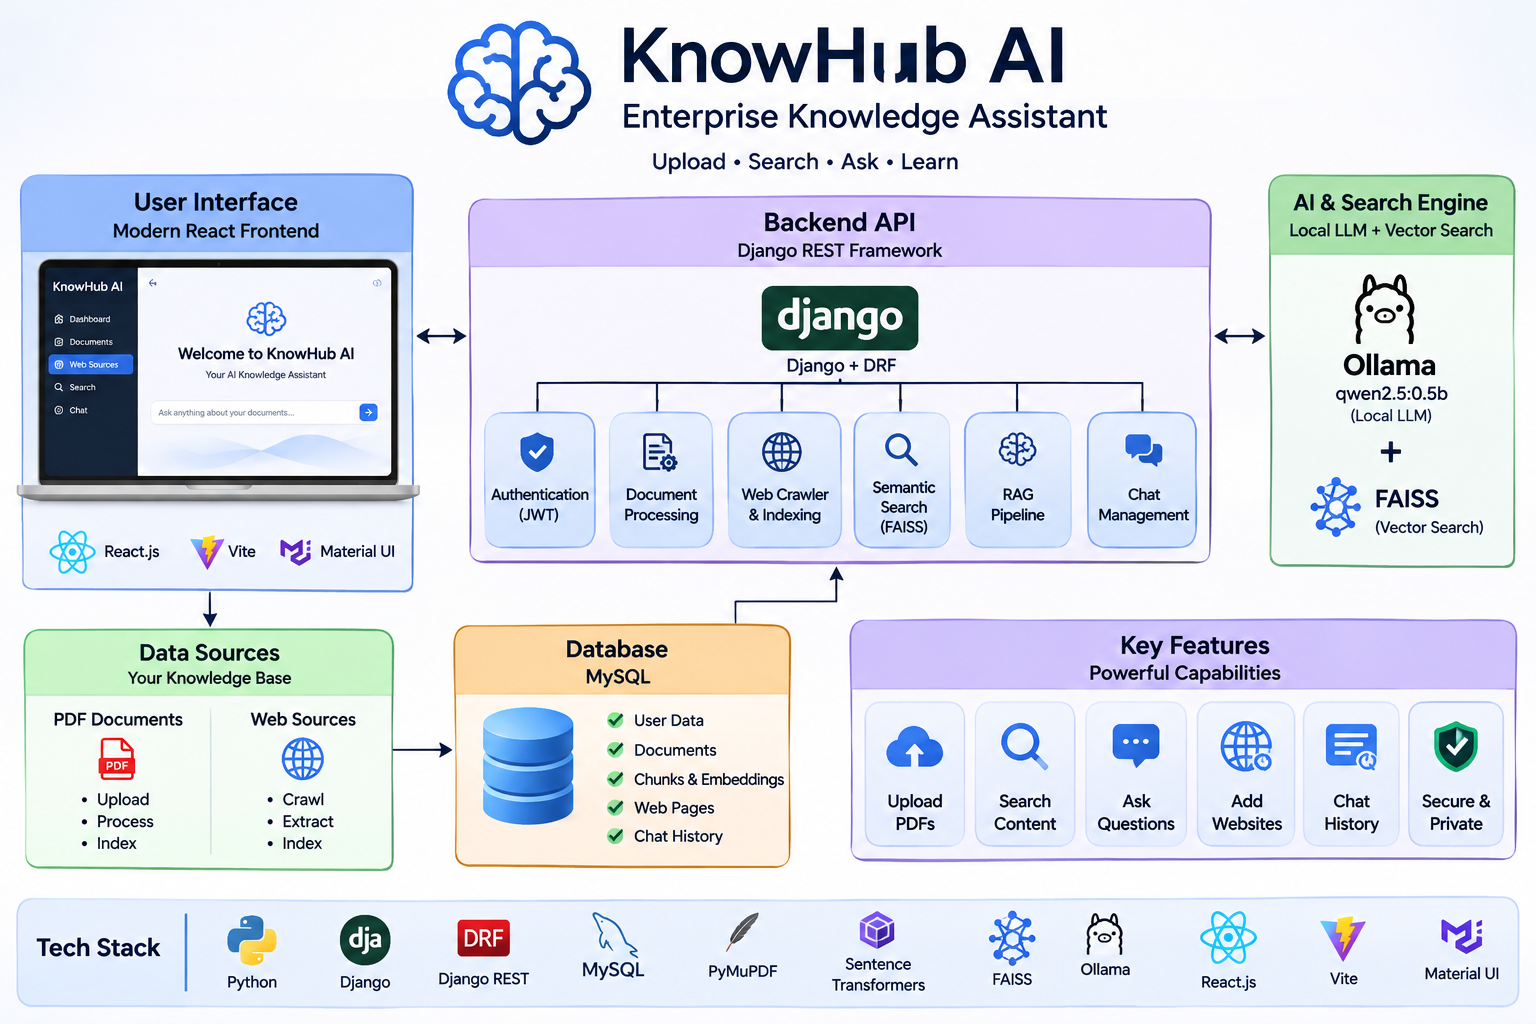 KnowHub AI
Enterprise Knowledge Assistant
Upload • Search • Ask • Learn
User Interface
Modern React Frontend
KnowHub AI
Dashboard
Documents
Web Sources
Search
Chat
Welcome to KnowHub AI
Your AI Knowledge Assistant
Ask anything about your documents...
React.js
Vite
Material UI
Backend API
Django REST Framework
django
Django + DRF
Authentication
(JWT)
Document
Processing
Web Crawler
& Indexing
Semantic
Search
(FAISS)
RAG
Pipeline
Chat
Management
AI & Search Engine
Local LLM + Vector Search
Ollama
qwen2.5:0.5b
(Local LLM)
+
FAISS
(Vector Search)
Data Sources
Your Knowledge Base
PDF Documents
PDF
• Upload
• Process
• Index
Web Sources
• Crawl
• Extract
• Index
Database
MySQL
User Data
Documents
Chunks & Embeddings
Web Pages
Chat History
Key Features
Powerful Capabilities
Upload
PDFs
Search
Content
Ask
Questions
Add
Websites
Chat
History
Secure &
Private
Tech Stack
Python
dja
Django
DRF
Django REST
MySQL
PyMuPDF
Sentence
Transformers
FAISS
Ollama
React.js
Vite
Material UI